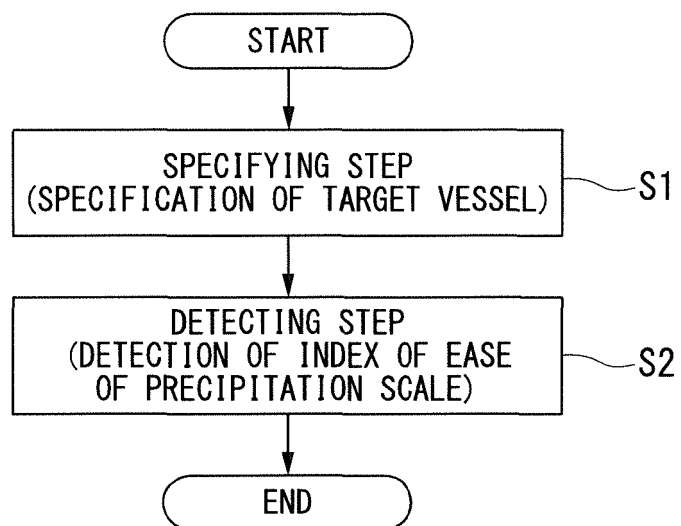 START
SPECIFYING STEP
(SPECIFICATION OF TARGET VESSEL)
S1
DETECTING STEP
(DETECTION OF INDEX OF EASE
OF PRECIPITATION SCALE)
S2
END